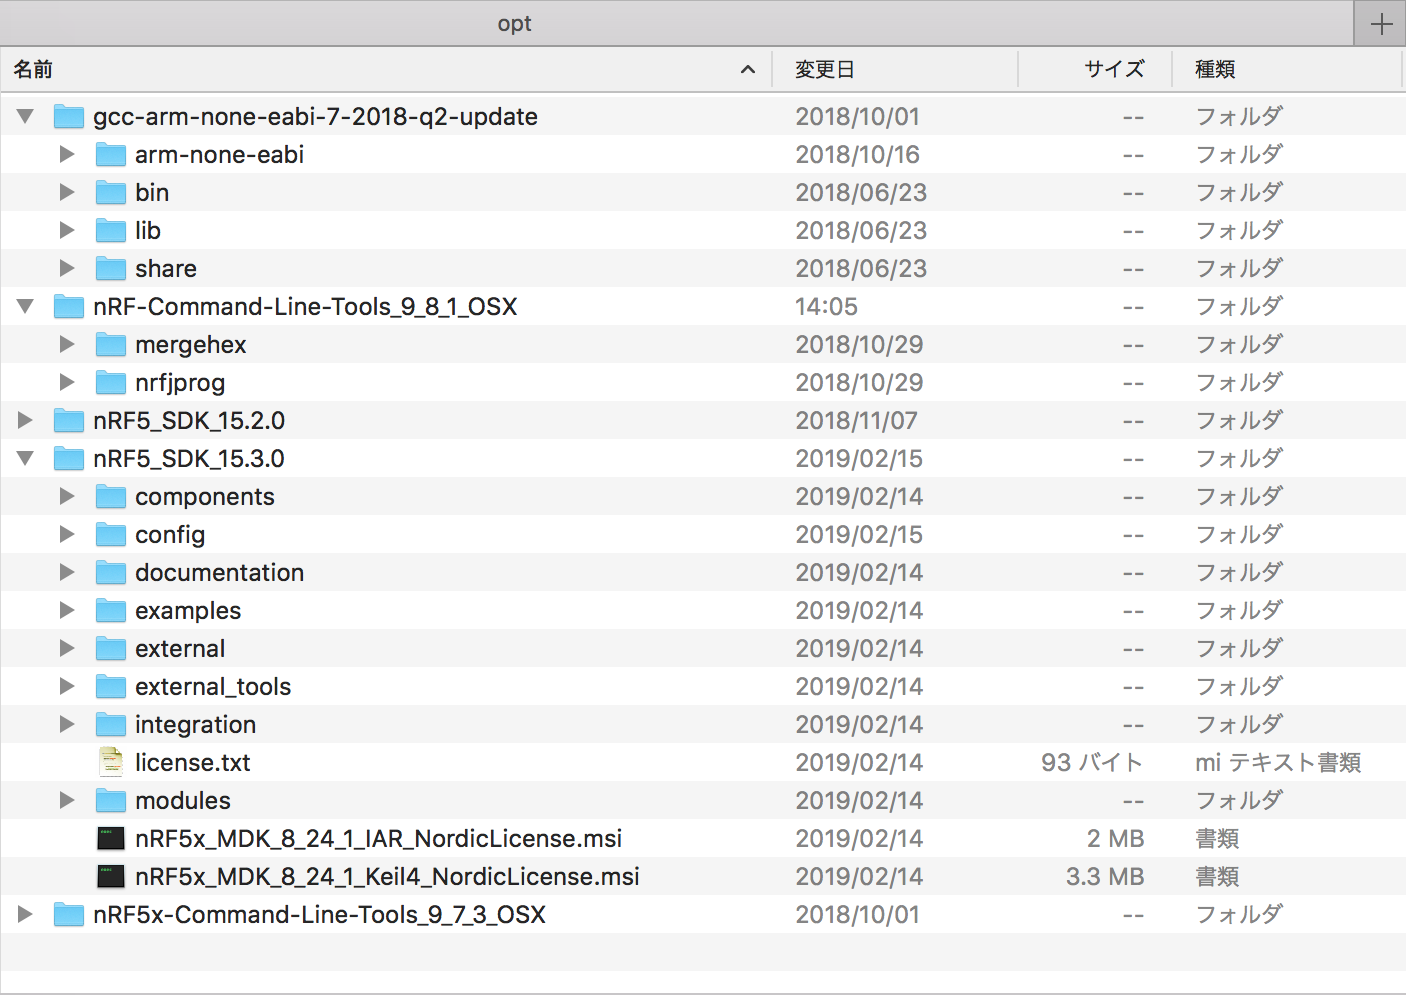 opt
名前 変更日 サイズ 種類
gcc-arm-none-eabi-7-2018-q2-update 2018/10/01 -- フォルダ
arm-none-eabi 2018/10/16 -- フォルダ
bin 2018/06/23 -- フォルダ
lib 2018/06/23 -- フォルダ
share 2018/06/23 -- フォルダ
nRF-Command-Line-Tools_9_8_1_OSX 14:05 -- フォルダ
mergehex 2018/10/29 -- フォルダ
nrfjprog 2018/10/29 -- フォルダ
nRF5_SDK_15.2.0 2018/11/07 -- フォルダ
nRF5_SDK_15.3.0 2019/02/15 -- フォルダ
components 2019/02/14 -- フォルダ
config 2019/02/15 -- フォルダ
documentation 2019/02/14 -- フォルダ
examples 2019/02/14 -- フォルダ
external 2019/02/14 -- フォルダ
external_tools 2019/02/14 -- フォルダ
integration 2019/02/14 -- フォルダ
license.txt 2019/02/14 93 バイト mi テキスト書類
modules 2019/02/14 -- フォルダ
nRF5x_MDK_8_24_1_IAR_NordicLicense.msi 2019/02/14 2 MB 書類
nRF5x_MDK_8_24_1_Keil4_NordicLicense.msi 2019/02/14 3.3 MB 書類
nRF5x-Command-Line-Tools_9_7_3_OSX 2018/10/01 -- フォルダ